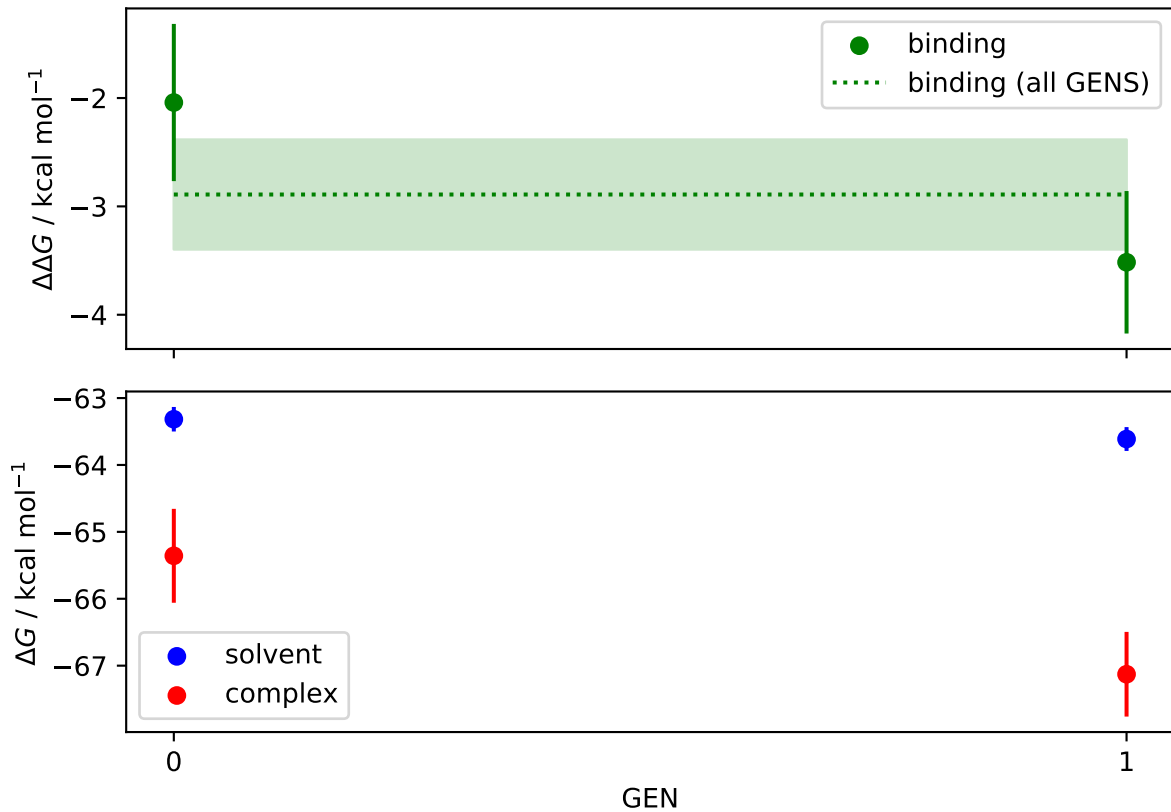 binding
binding (all GENS)
−2
−3
−4
ΔΔG / kcal mol⁻¹
−63
−64
−65
−66
−67
ΔG / kcal mol⁻¹
solvent
complex
0
1
GEN